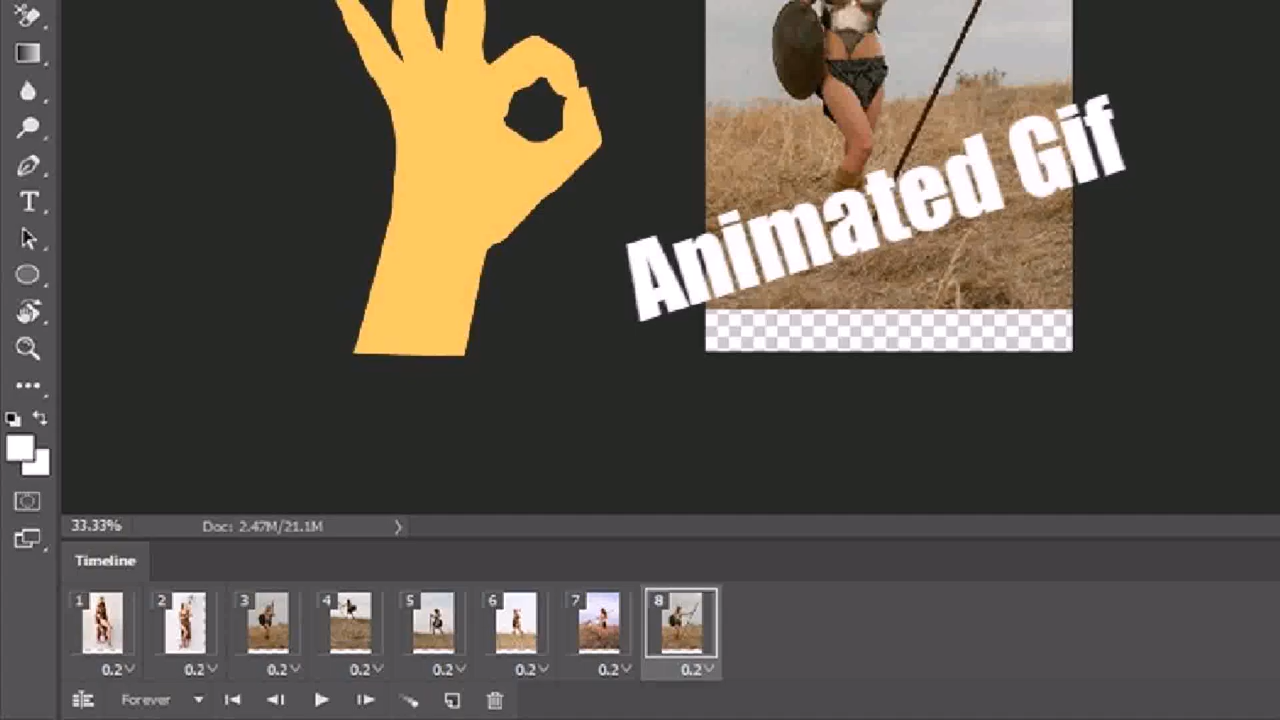 Animated Gif
33.33% Doc: 2.47M/21.1M
Timeline
1 2 3 4 5 6 7 8
0.2 0.2 0.2 0.2 0.2 0.2 0.2 0.2
Forever